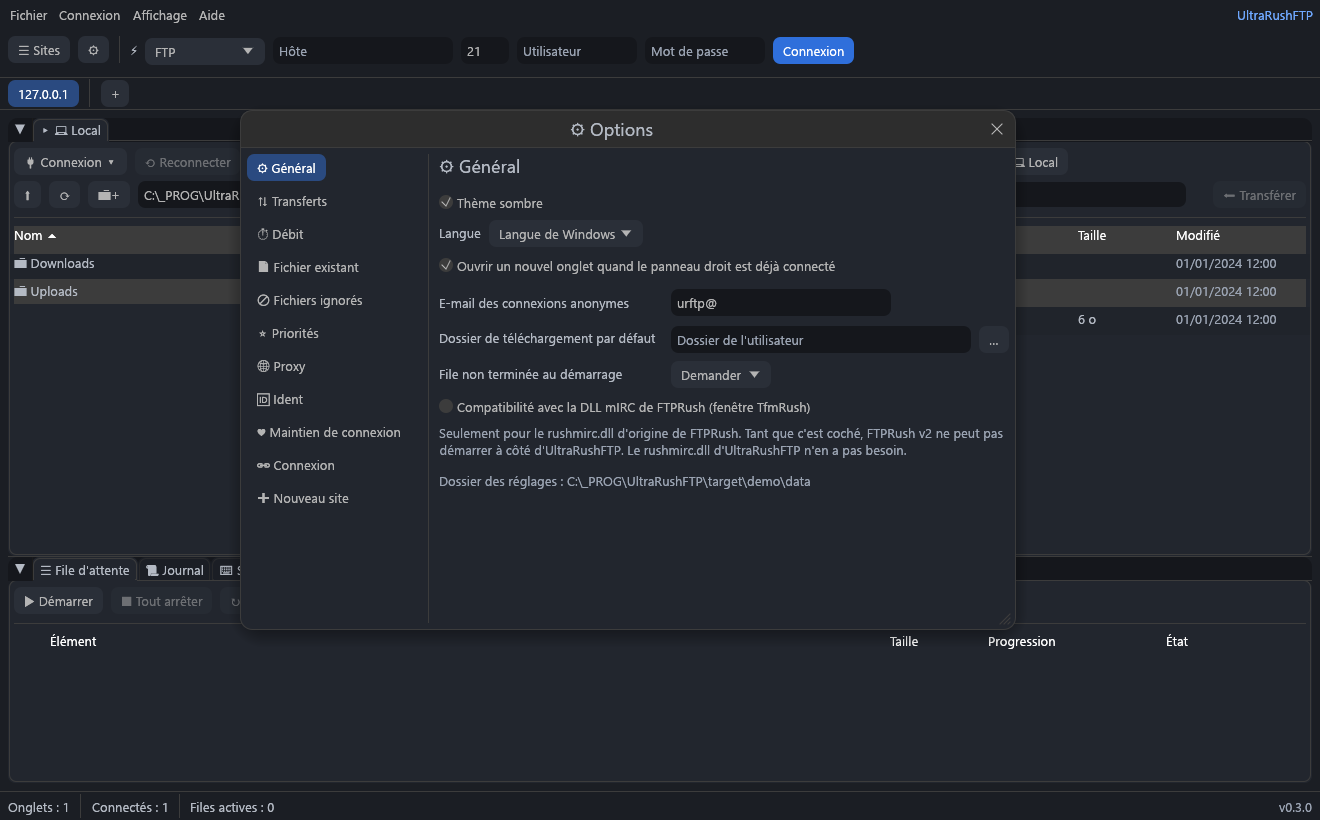 Fichier Connexion Affichage Aide UltraRushFTP
Sites FTP Hôte 21 Utilisateur Mot de passe Connexion
127.0.0.1 +
Local
Options
Connexion Reconnecter
Local
C:\_PROG\UltraR
Transférer
Nom Taille Modifié
Downloads 01/01/2024 12:00
Uploads 01/01/2024 12:00
6 o 01/01/2024 12:00
Général
Transferts
Débit
Fichier existant
Fichiers ignorés
Priorités
Proxy
Ident
Maintien de connexion
Connexion
Nouveau site
Général
Thème sombre
Langue Langue de Windows
Ouvrir un nouvel onglet quand le panneau droit est déjà connecté
E-mail des connexions anonymes urftp@
Dossier de téléchargement par défaut Dossier de l'utilisateur ...
File non terminée au démarrage Demander
Compatibilité avec la DLL mIRC de FTPRush (fenêtre TfmRush)
Seulement pour le rushmirc.dll d'origine de FTPRush. Tant que c'est coché, FTPRush v2 ne peut pas
démarrer à côté d'UltraRushFTP. Le rushmirc.dll d'UltraRushFTP n'en a pas besoin.
Dossier des réglages : C:\_PROG\UltraRushFTP\target\demo\data
File d'attente Journal S
Démarrer Tout arrêter
Élément Taille Progression État
Onglets : 1 Connectés : 1 Files actives : 0 v0.3.0